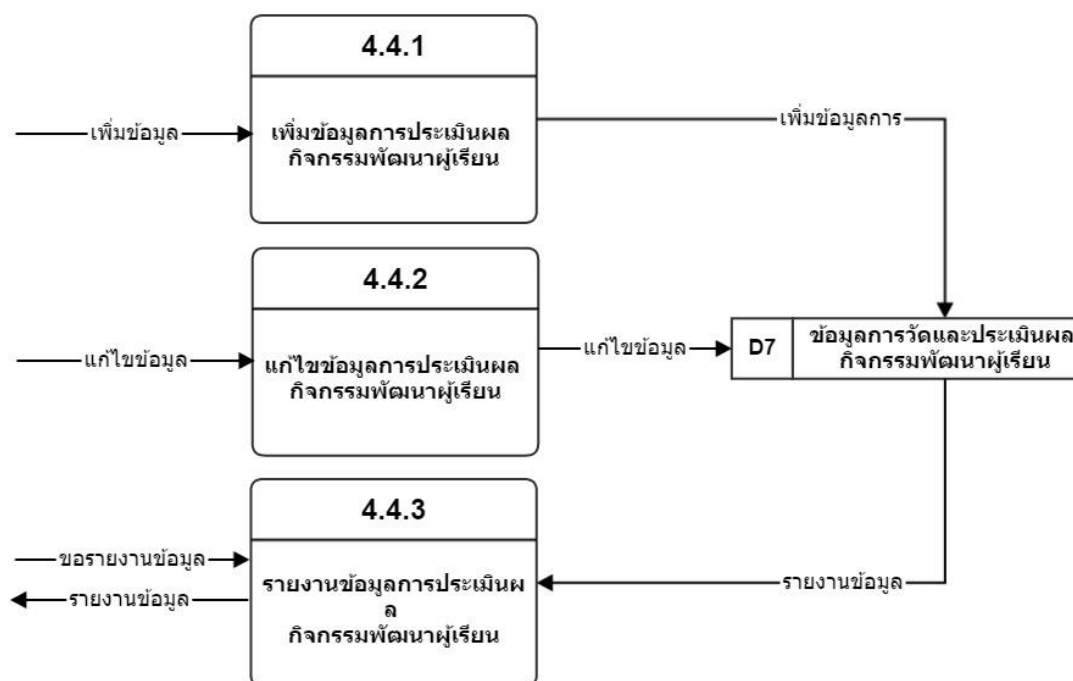 4.4.1
เพิ่มข้อมูล
เพิ่มข้อมูลการประเมินผล
กิจกรรมพัฒนาผู้เรียน
เพิ่มข้อมูลการ
4.4.2
แก้ไขข้อมูล
แก้ไขข้อมูลการประเมินผล
กิจกรรมพัฒนาผู้เรียน
แก้ไขข้อมูล
D7
ข้อมูลการวัดและประเมินผล
กิจกรรมพัฒนาผู้เรียน
4.4.3
ขอรายงานข้อมูล
รายงานข้อมูล
รายงานข้อมูลการประเมินผ
ล
กิจกรรมพัฒนาผู้เรียน
รายงานข้อมูล